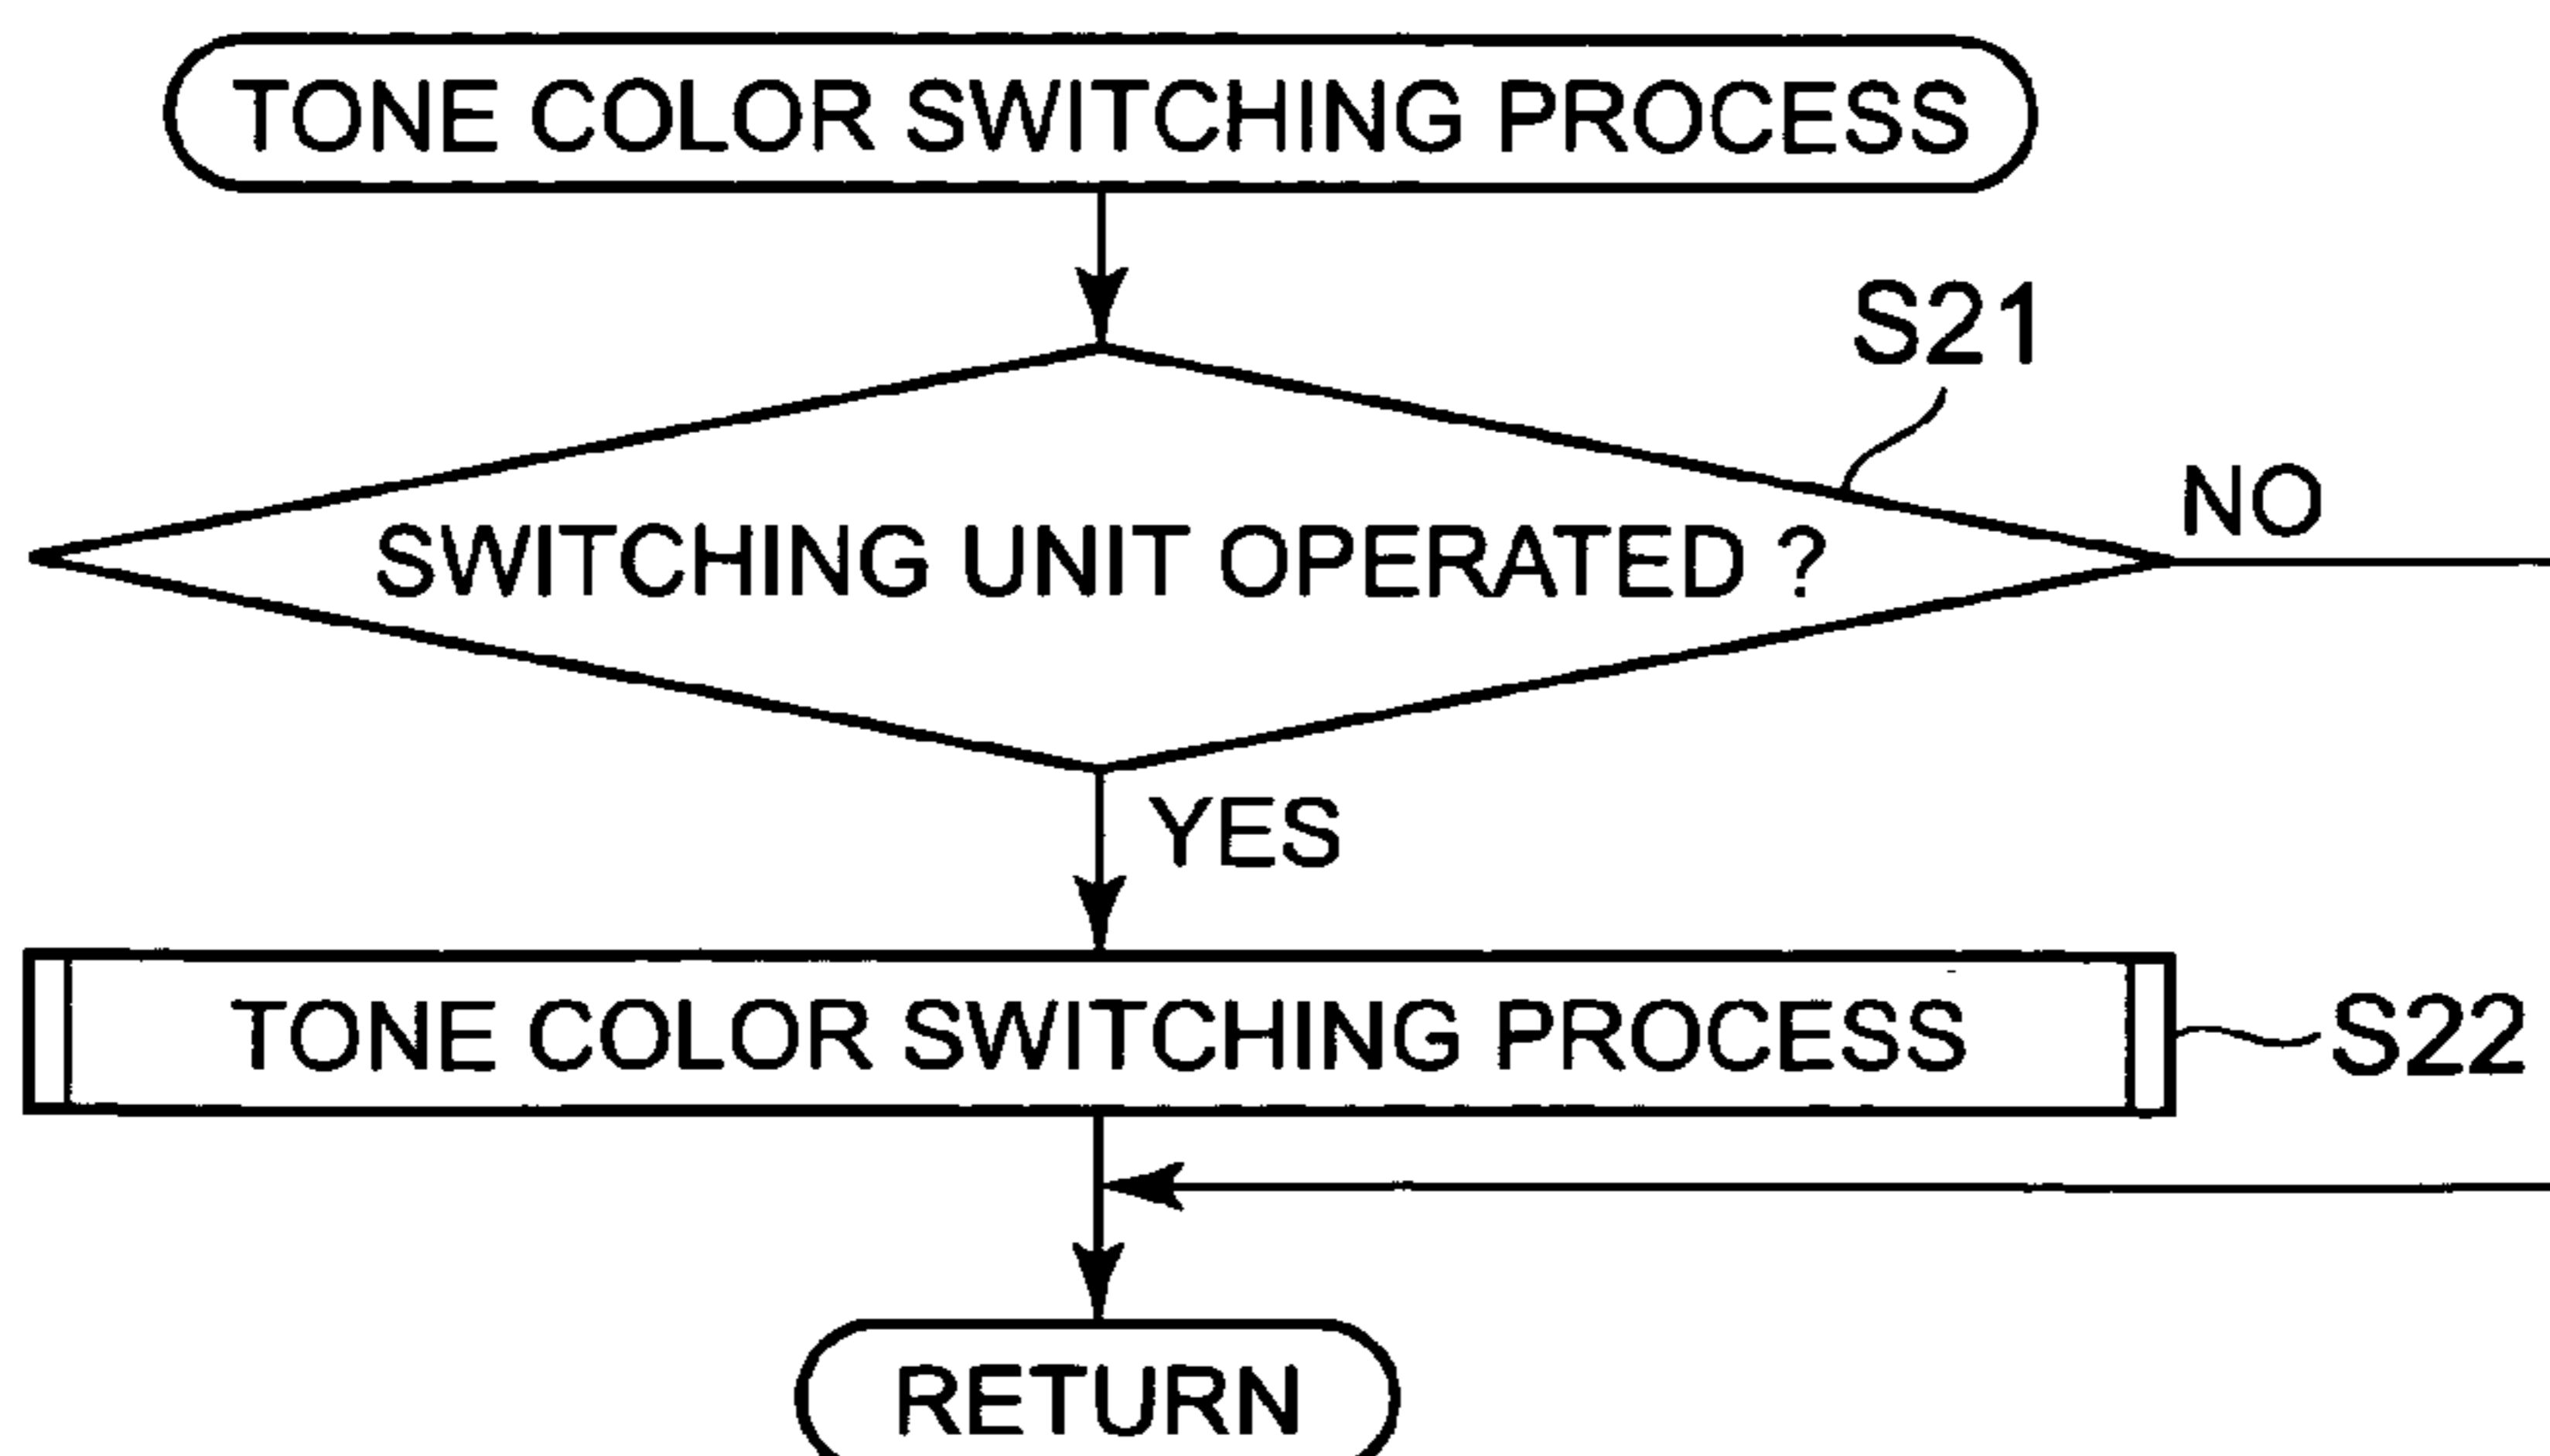 TONE COLOR SWITCHING PROCESS
S21
SWITCHING UNIT OPERATED ?
NO
YES
TONE COLOR SWITCHING PROCESS
S22
RETURN